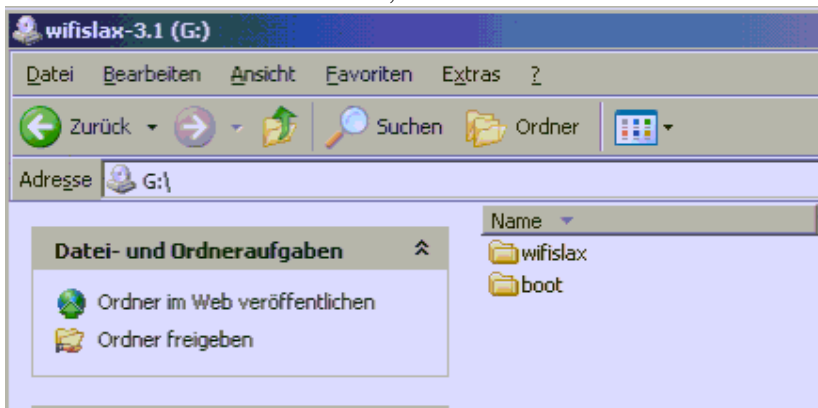 wifislax-3.1 (G:)
Datei Bearbeiten Ansicht Favoriten Extras ?
Zurück Suchen Ordner
Adresse G:\
Name
Datei- und Ordneraufgaben
wifislax
boot
Ordner im Web veröffentlichen
Ordner freigeben